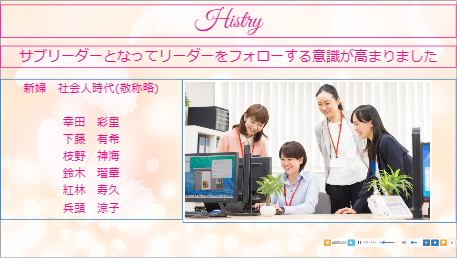 Histry
サブリーダーとなってリーダーをフォローする意識が高まりました
新婦　社会人時代(敬称略)
幸田　彩里
下藤　有希
枝野　神海
鈴木　瑠華
紅林　寿久
兵頭　涼子